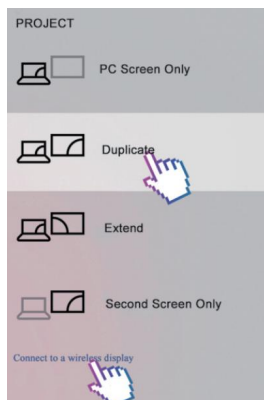 PROJECT
PC Screen Only
Duplicate
Extend
Second Screen Only
Connect to a wireless display